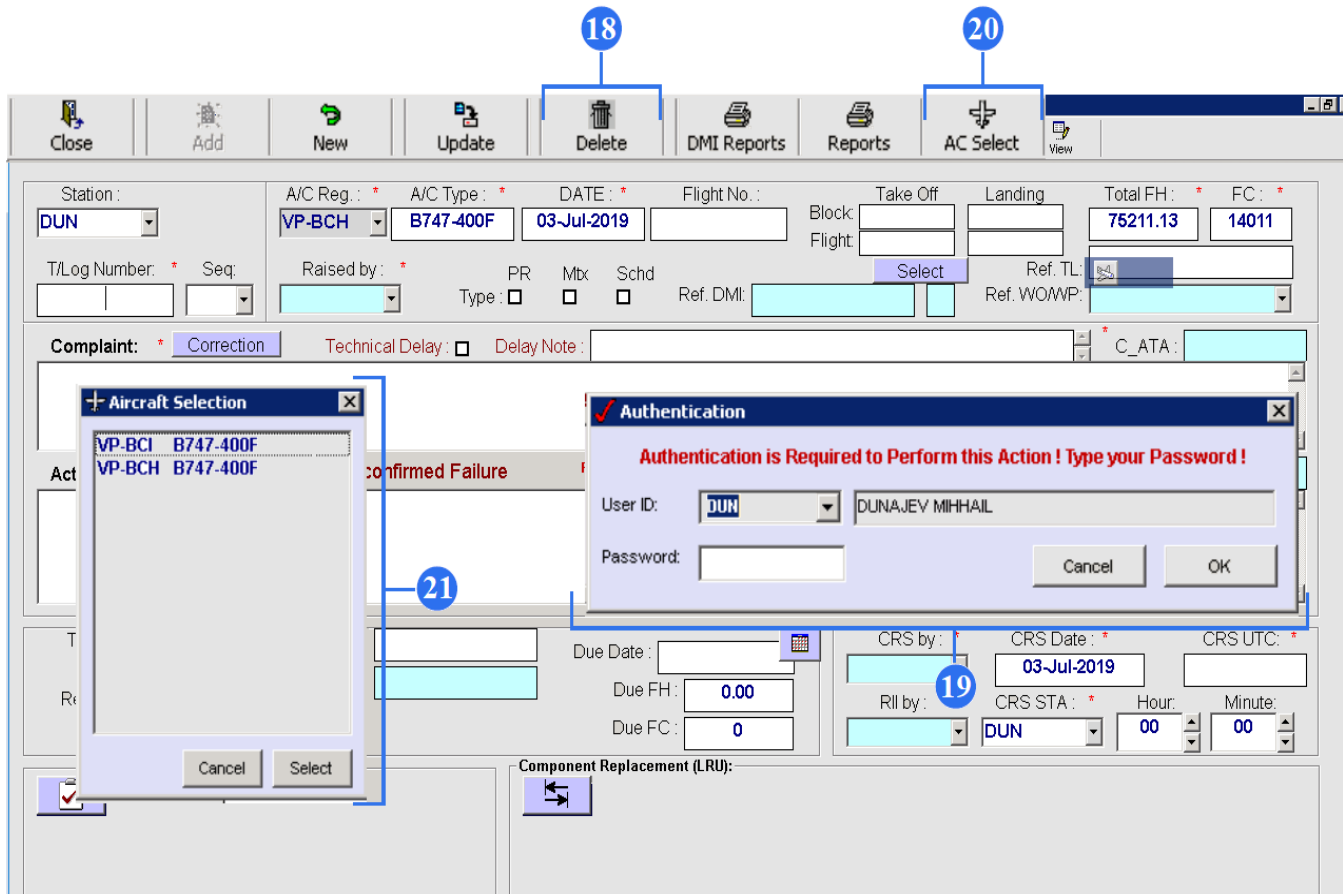 18
20
Close
Add
New
Update
Delete
DMI Reports
Reports
AC Select
View
Station :
A/C Reg.: *
A/C Type : *
DATE : *
Flight No. :
Take Off
Landing
Total FH : *
FC : *
DUN
VP-BCH
B747-400F
03-Jul-2019
Block:
75211.13
14011
Flight:
T/Log Number: *
Seq:
Raised by : *
PR
Mtx
Schd
Select
Ref. TL:
Type :
Ref. DMI:
Ref. WO/WP:
Complaint: *
Correction
Technical Delay :
Delay Note :
* C_ATA :
Aircraft Selection
VP-BCI B747-400F
VP-BCH B747-400F
Cancel
Select
21
Act
confirmed Failure
Authentication
Authentication is Required to Perform this Action ! Type your Password !
User ID:
DUN
DUNAJEV MIHHAIL
Password:
Cancel
OK
19
Due Date :
Due FH :
0.00
Due FC :
0
CRS by : *
CRS Date : *
CRS UTC: *
03-Jul-2019
RII by :
CRS STA : *
Hour:
Minute:
DUN
00
00
Component Replacement (LRU):